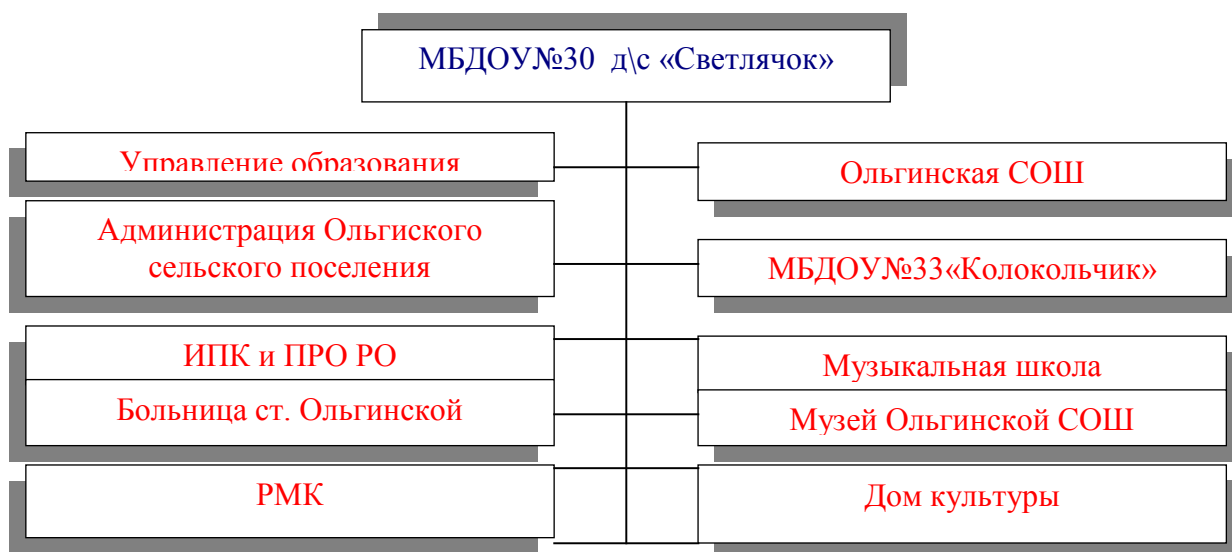 МБДОУ№30 д\с «Светлячок»
Управление образования
Ольгинская СОШ
Администрация Ольгиского
сельского поселения
МБДОУ№33«Колокольчик»
ИПК и ПРО РО
Музыкальная школа
Больница ст. Ольгинской
Музей Ольгинской СОШ
РМК
Дом культуры